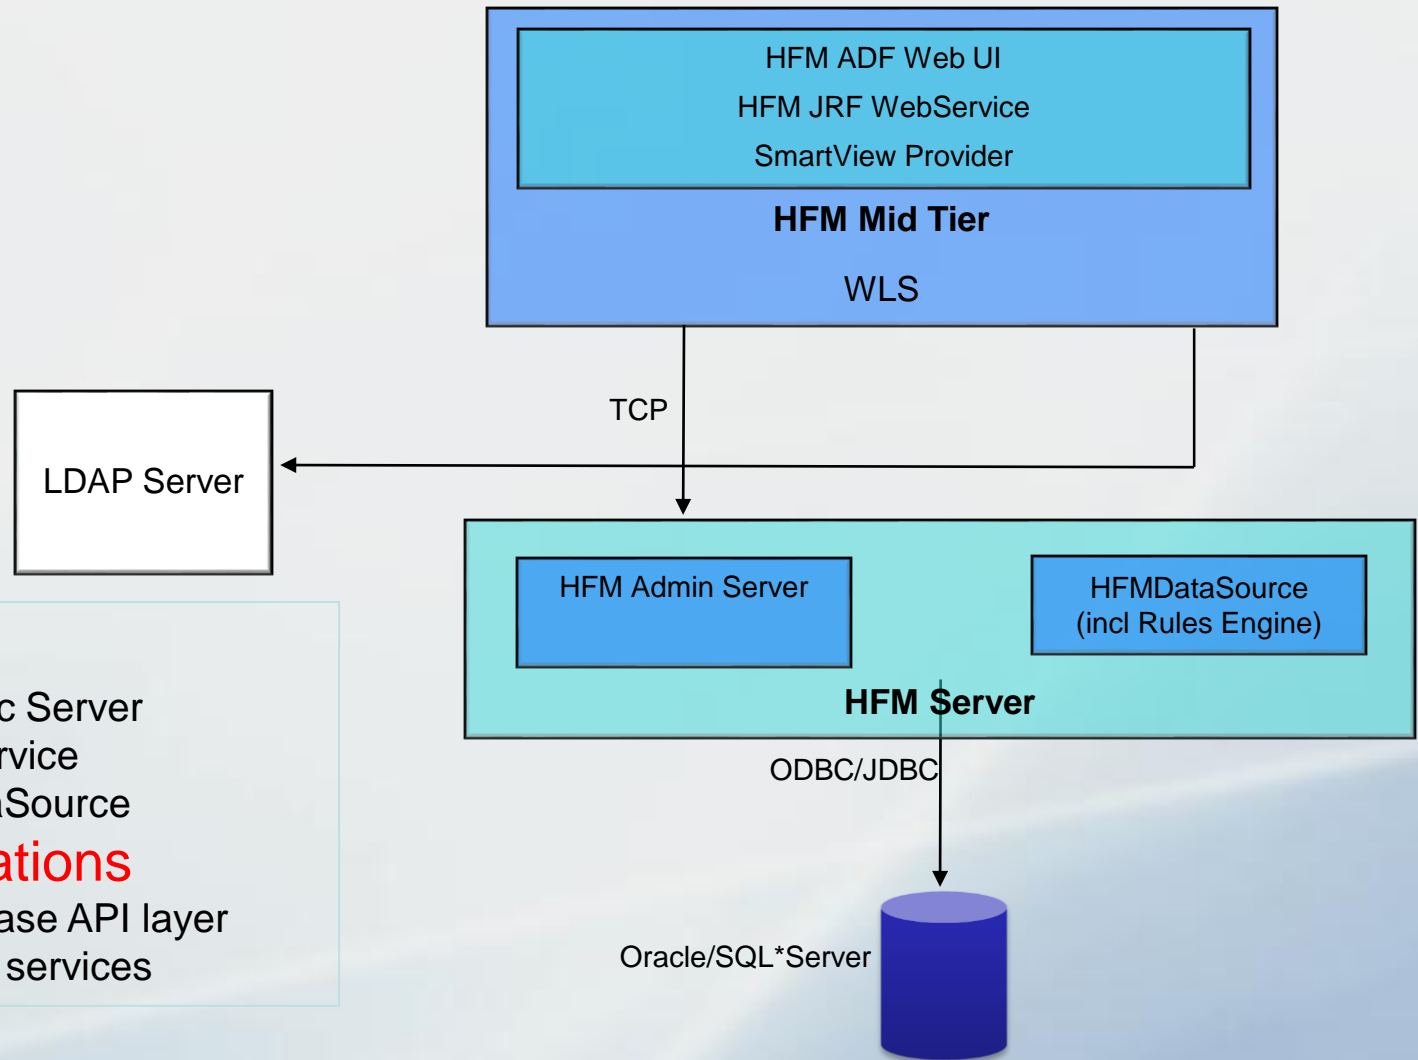 HFM ADF Web UI
HFM JRF WebService
SmartView Provider
HFM Mid Tier
WLS
TCP
LDAP Server
HFM Admin Server
HFMDataSource
(incl Rules Engine)
HFM Server
ODBC/JDBC
Oracle/SQL*Server
c Server
rvice
aSource
ations
ase API layer
services